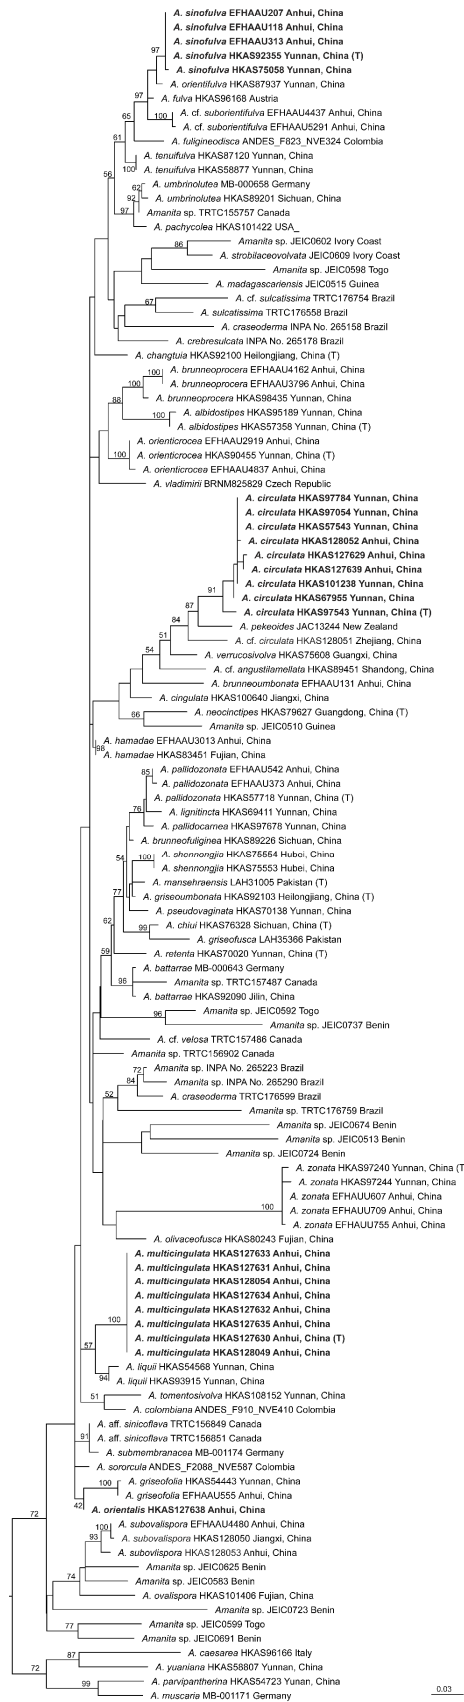 A. sinofulva EFHAAU207 Anhui, China
A. sinofulva EFHAAU118 Anhui, China
A. sinofulva EFHAAU313 Anhui, China
97
A. sinofulva HKAS92355 Yunnan, China (T)
A. sinofulva HKAS75058 Yunnan, China
A. orientifulva HKAS87937 Yunnan, China
97
A. fulva HKAS96168 Austria
A. cf. suborientifulva EFHAAU4437 Anhui, China
65
100
A. cf. suborientifulva EFHAAU5291 Anhui, China
61
A. fuligineodisca ANDES_F823_NVE324 Colombia
A. tenuifulva HKAS87120 Yunnan, China
100
A. tenuifulva HKAS58877 Yunnan, China
56
62
A. umbrinolutea MB-000658 Germany
92
A. umbrinolutea HKAS89201 Sichuan, China
97
Amanita sp. TRTC155757 Canada
A. pachycolea HKAS101422 USA_
86
Amanita sp. JEIC0602 Ivory Coast
A. strobilaceovolvata JEIC0609 Ivory Coast
Amanita sp. JEIC0598 Togo
A. madagascariensis JEIC0515 Guinea
67
A. cf. sulcatissima TRTC176754 Brazil
A. sulcatissima TRTC176558 Brazil
A. craseoderma INPA No. 265158 Brazil
A. crebresulcata INPA No. 265178 Brazil
A. changtuia HKAS92100 Heilongjiang, China (T)
100
A. brunneoprocera EFHAAU4162 Anhui, China
100
A. brunneoprocera EFHAAU3796 Anhui, China
88
A. brunneoprocera HKAS98435 Yunnan, China
100
A. albidostipes HKAS95189 Yunnan, China
A. albidostipes HKAS57358 Yunnan, China (T)
A. orienticrocea EFHAAU2919 Anhui, China
100
A. orienticrocea HKAS90455 Yunnan, China (T)
A. orienticrocea EFHAAU4837 Anhui, China
A. vladimirii BRNM825829 Czech Republic
A. circulata HKAS97784 Yunnan, China
A. circulata HKAS97054 Yunnan, China
A. circulata HKAS57543 Yunnan, China
A. circulata HKAS128052 Anhui, China
A. circulata HKAS127629 Anhui, China
A. circulata HKAS127639 Anhui, China
91
A. circulata HKAS101238 Yunnan, China
A. circulata HKAS67955 Yunnan, China
87
A. circulata HKAS97543 Yunnan, China (T)
84
A. pekeoides JAC13244 New Zealand
51
A. cf. circulata HKAS128051 Zhejiang, China
54
A. verrucosivolva HKAS75608 Guangxi, China
A. cf. angustilamellata HKAS89451 Shandong, China
A. brunneoumbonata EFHAAU131 Anhui, China
A. cingulata HKAS100640 Jiangxi, China
66
A. neocinctipes HKAS79627 Guangdong, China (T)
Amanita sp. JEIC0510 Guinea
A. hamadae EFHAAU3013 Anhui, China
98
A. hamadae HKAS83451 Fujian, China
85
A. pallidozonata EFHAAU542 Anhui, China
A. pallidozonata EFHAAU373 Anhui, China
A. pallidozonata HKAS57718 Yunnan, China (T)
76
A. lignitincta HKAS69411 Yunnan, China
A. pallidocarnea HKAS97678 Yunnan, China
A. brunneofuliginea HKAS89226 Sichuan, China
54
100
A. shennongjia HKAS75554 Hubei, China
A. shennongjia HKAS75553 Hubei, China
77
A. mansehraensis LAH31005 Pakistan (T)
A. griseoumbonata HKAS92103 Heilongjiang, China (T)
A. pseudovaginata HKAS70138 Yunnan, China
62
99
A. chiui HKAS76328 Sichuan, China (T)
A. griseofusca LAH35366 Pakistan
59
A. retenta HKAS70020 Yunnan, China (T)
A. battarrae MB-000643 Germany
96
Amanita sp. TRTC157487 Canada
A. battarrae HKAS92090 Jilin, China
96
Amanita sp. JEIC0592 Togo
Amanita sp. JEIC0737 Benin
A. cf. velosa TRTC157486 Canada
Amanita sp. TRTC156902 Canada
72
Amanita sp. INPA No. 265223 Brazil
84
Amanita sp. INPA No. 265290 Brazil
52
A. craseoderma TRTC176599 Brazil
Amanita sp. TRTC176759 Brazil
Amanita sp. JEIC0674 Benin
Amanita sp. JEIC0513 Benin
Amanita sp. JEIC0724 Benin
A. zonata HKAS97240 Yunnan, China (T
A. zonata HKAS97244 Yunnan, China
100
A. zonata EFHAUU607 Anhui, China
A. zonata EFHAUU709 Anhui, China
A. zonata EFHAUU755 Anhui, China
A. olivaceofusca HKAS80243 Fujian, China
A. multicingulata HKAS127633 Anhui, China
A. multicingulata HKAS127631 Anhui, China
A. multicingulata HKAS128054 Anhui, China
A. multicingulata HKAS127634 Anhui, China
A. multicingulata HKAS127632 Anhui, China
100
A. multicingulata HKAS127635 Anhui, China
A. multicingulata HKAS127630 Anhui, China (T)
57
A. multicingulata HKAS128049 Anhui, China
A. liquii HKAS54568 Yunnan, China
94
A. liquii HKAS93915 Yunnan, China
51
A. tomentosivolva HKAS108152 Yunnan, China
A. colombiana ANDES_F910_NVE410 Colombia
A. aff. sinicoflava TRTC156849 Canada
91
A. aff. sinicoflava TRTC156851 Canada
A. submembranacea MB-001174 Germany
A. sororcula ANDES_F2088_NVE587 Colombia
100
A. griseofolia HKAS54443 Yunnan, China
A. griseofolia EFHAAU555 Anhui, China
42
A. orientalis HKAS127638 Anhui, China
72
100
A. subovalispora EFHAAU4480 Anhui, China
93
A. subovalispora HKAS128050 Jiangxi, China
A. subovlispora HKAS128053 Anhui, China
Amanita sp. JEIC0625 Benin
74
Amanita sp. JEIC0583 Benin
A. ovalispora HKAS101406 Fujian, China
Amanita sp. JEIC0723 Benin
77
Amanita sp. JEIC0599 Togo
Amanita sp. JEIC0691 Benin
87
A. caesarea HKAS96166 Italy
72
A. yuaniana HKAS58807 Yunnan, China
99
A. parvipantherina HKAS54723 Yunan, China
A. muscaria MB-001171 Germany
0.03